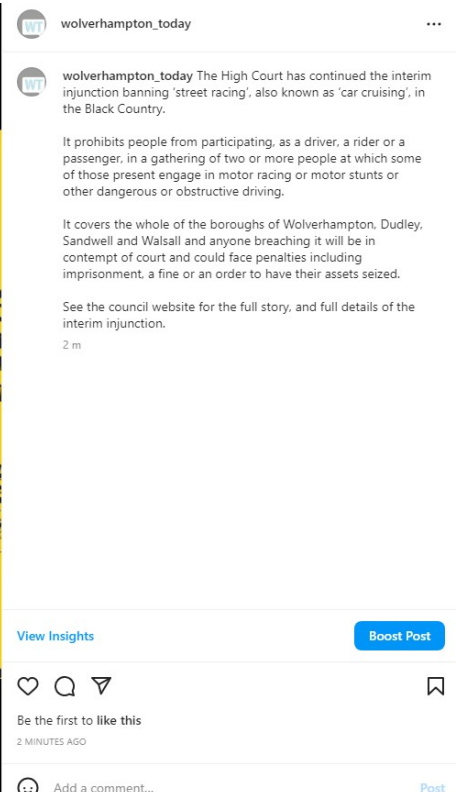 WT wolverhampton_today
WT wolverhampton_today The High Court has continued the interim
injunction banning ‘street racing’, also known as ‘car cruising’, in
the Black Country.
It prohibits people from participating, as a driver, a rider or a
passenger, in a gathering of two or more people at which some
of those present engage in motor racing or motor stunts or
other dangerous or obstructive driving.
It covers the whole of the boroughs of Wolverhampton, Dudley,
Sandwell and Walsall and anyone breaching it will be in
contempt of court and could face penalties including
imprisonment, a fine or an order to have their assets seized.
See the council website for the full story, and full details of the
interim injunction.
2 m
View Insights
Boost Post
Be the first to like this
2 MINUTES AGO
Add a comment...
Post